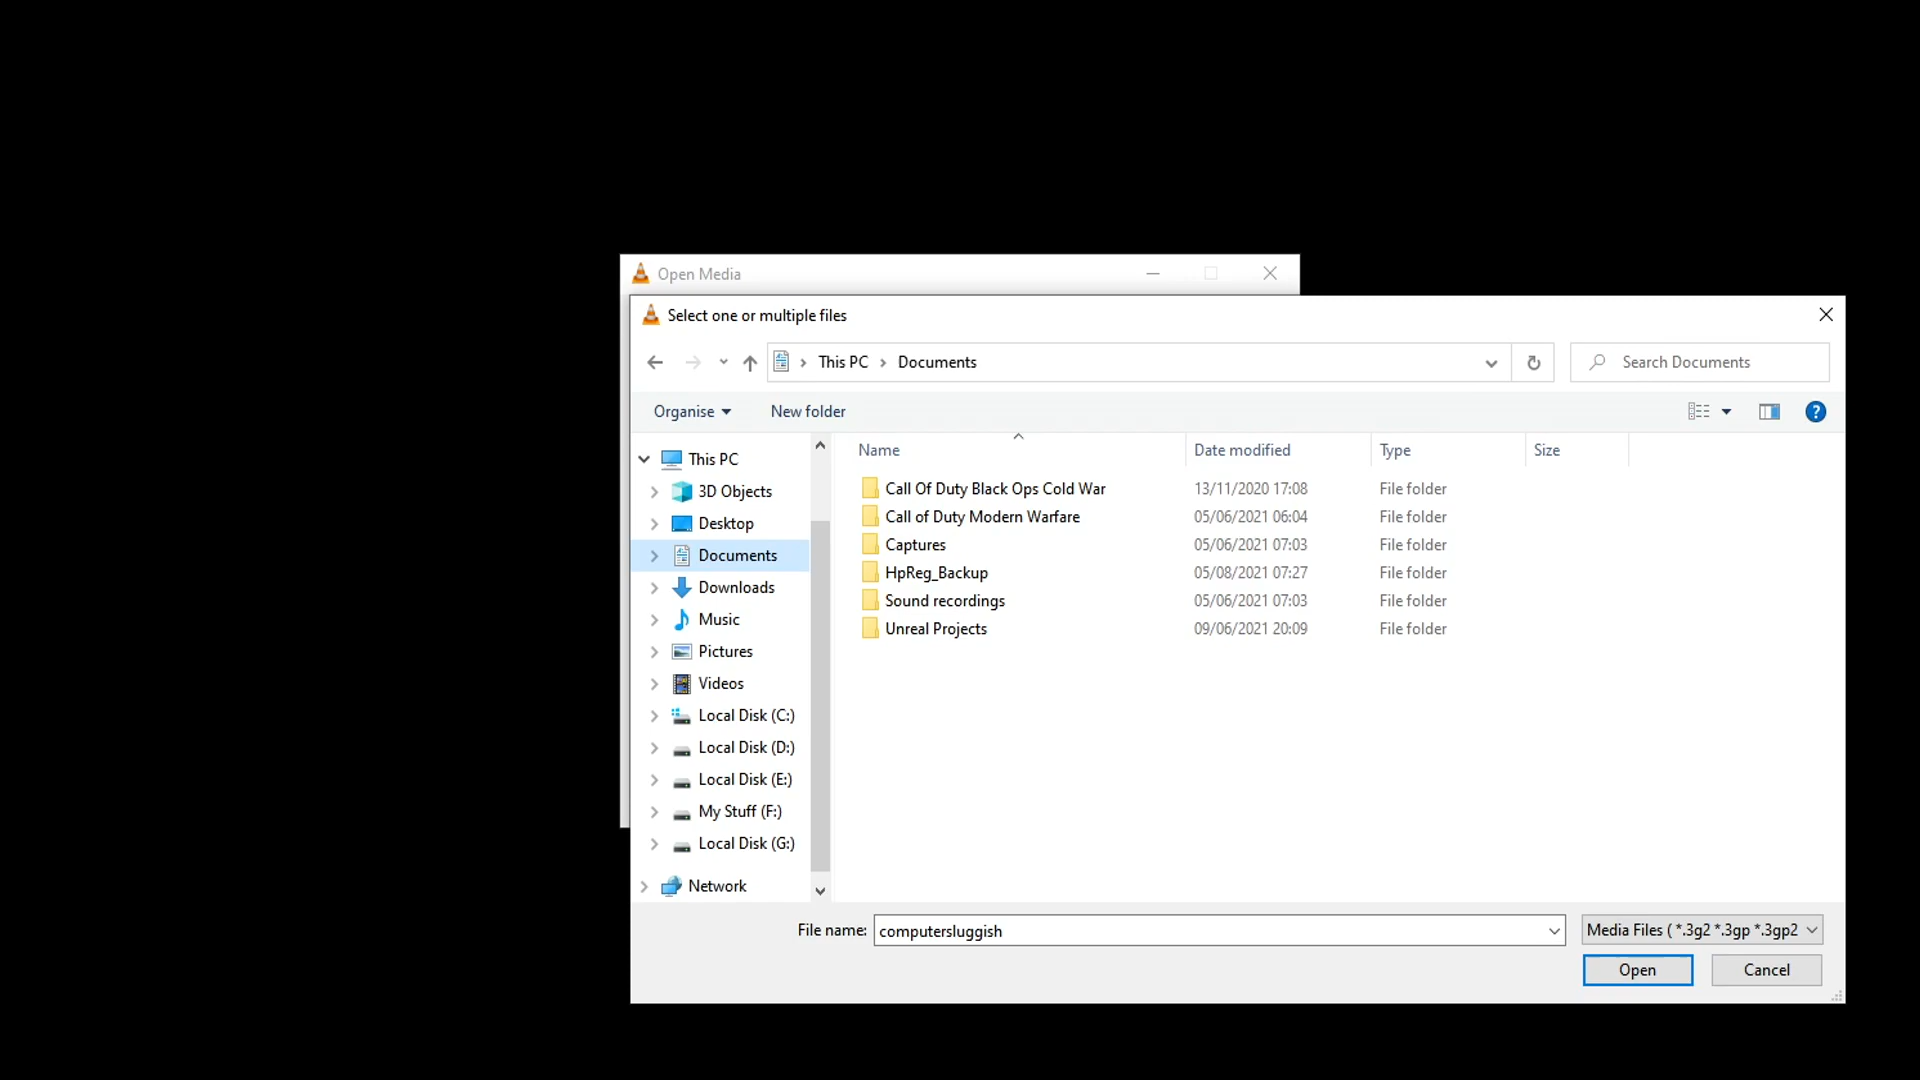 Open Media
Select one or multiple files
This PC Documents
Search Documents
Organise New folder
Name Date modified Type Size
This PC
3D Objects
Desktop
Documents
Downloads
Music
Pictures
Videos
Local Disk (C:)
Local Disk (D:)
Local Disk (E:)
My Stuff (F:)
Local Disk (G:)
Network
Call Of Duty Black Ops Cold War 13/11/2020 17:08 File folder
Call of Duty Modern Warfare 05/06/2021 06:04 File folder
Captures 05/06/2021 07:03 File folder
HpReg_Backup 05/08/2021 07:27 File folder
Sound recordings 05/06/2021 07:03 File folder
Unreal Projects 09/06/2021 20:09 File folder
File name: computersluggish Media Files ( *.3g2 *.3gp *.3gp2
Open Cancel